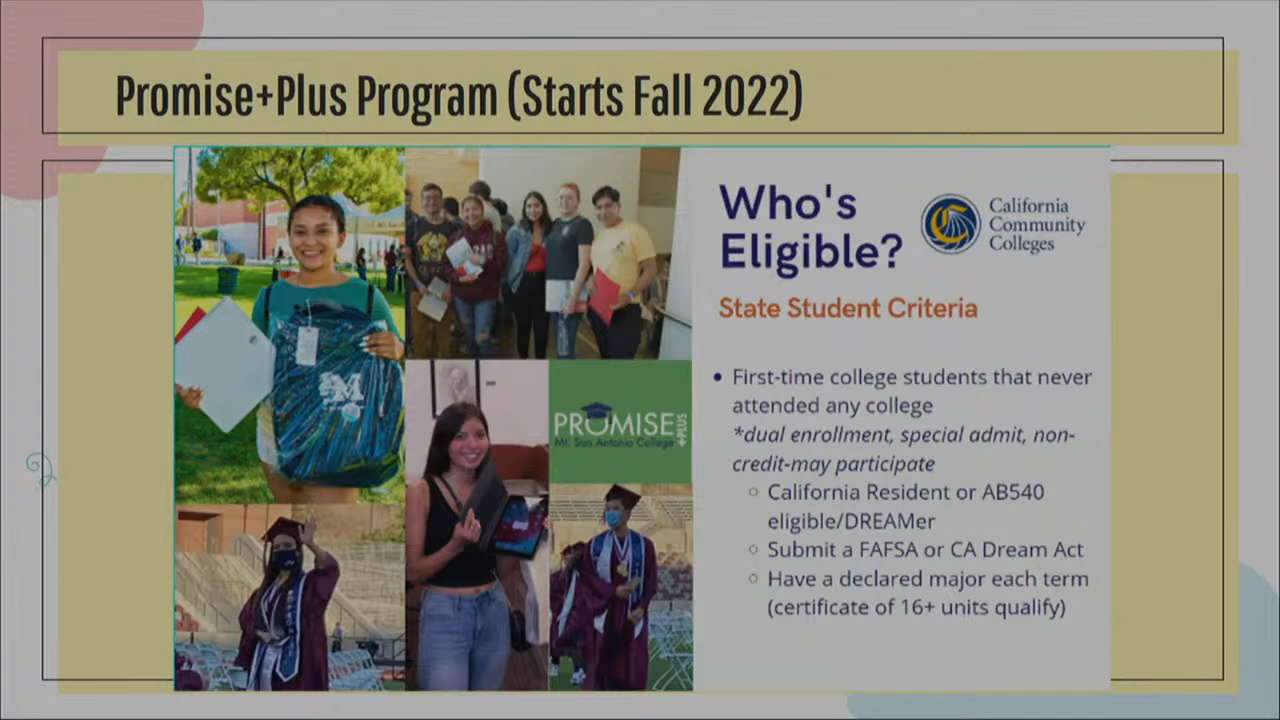 Promise+Plus Program (Starts Fall 2022)
Who's
Eligible?
California
Community
Colleges
State Student Criteria
• First-time college students that never
attended any college
*dual enrollment, special admit, non-
credit-may participate
○ California Resident or AB540
eligible/DREAMer
○ Submit a FAFSA or CA Dream Act
○ Have a declared major each term
(certificate of 16+ units qualify)
PROMISE
+PLUS
Mt. San Antonio College